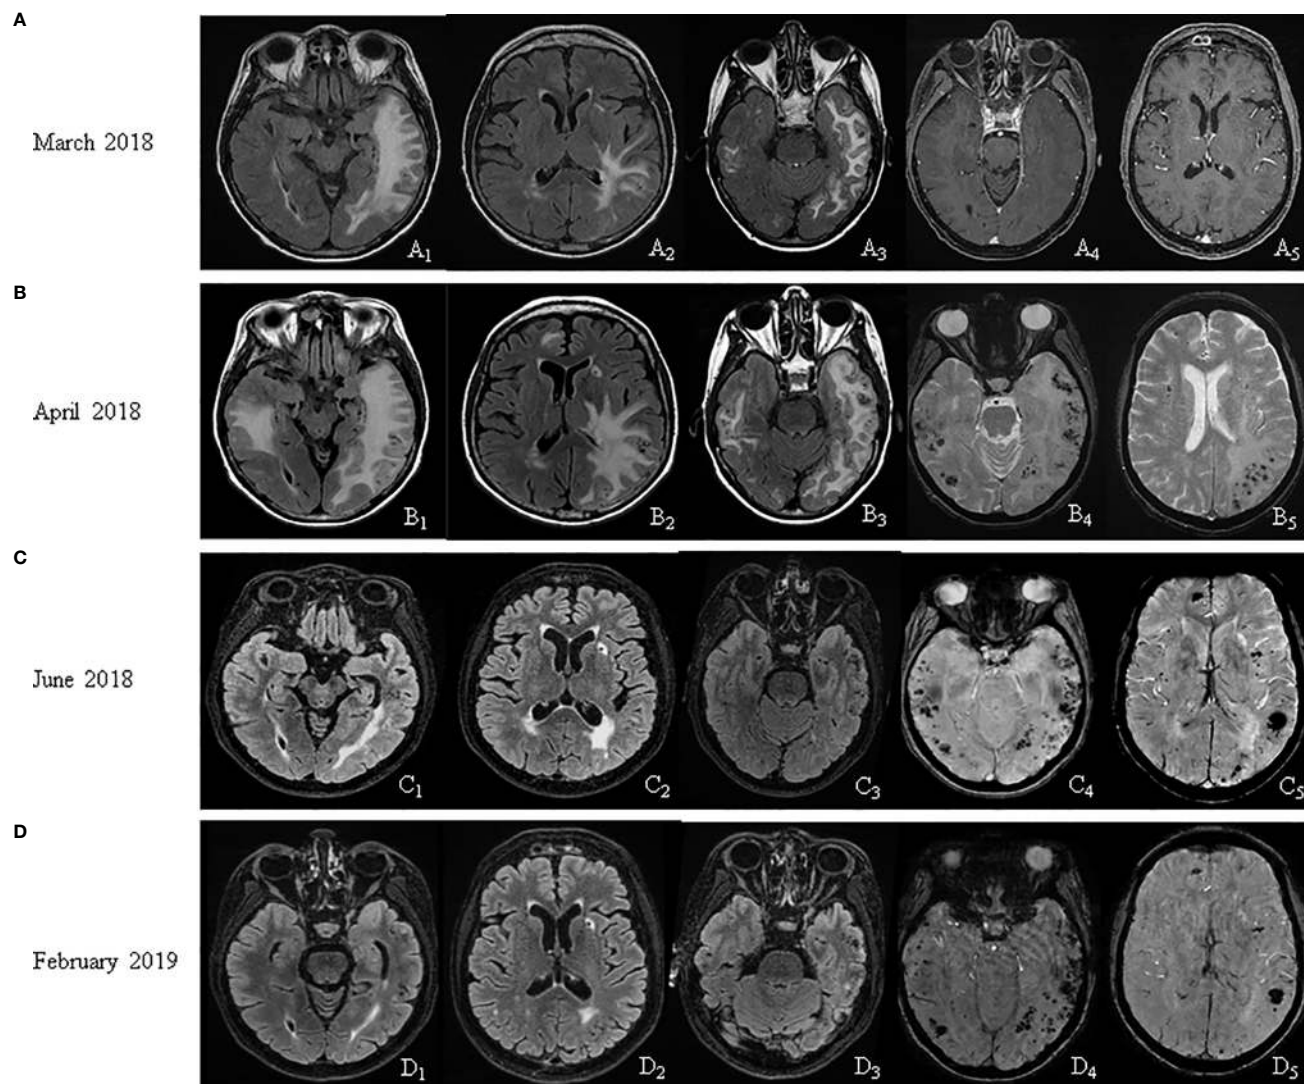 A
March 2018
A1 A2 A3 A4 A5
B
April 2018
B1 B2 B3 B4 B5
C
June 2018
C1 C2 C3 C4 C5
D
February 2019
D1 D2 D3 D4 D5